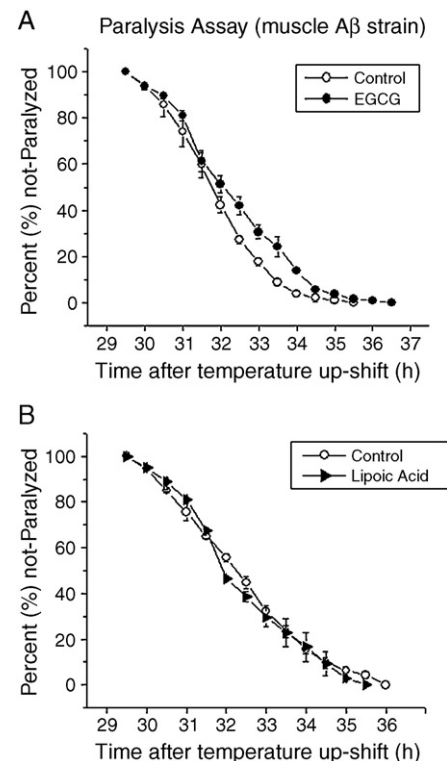 A
Paralysis Assay (muscle Aβ strain)
Control
EGCG
100
80
60
40
20
0
Percent (%) not-Paralyzed
29 30 31 32 33 34 35 36 37
Time after temperature up-shift (h)
B
Control
Lipoic Acid
100
80
60
40
20
0
Percent (%) not-Paralyzed
29 30 31 32 33 34 35 36
Time after temperature up-shift (h)